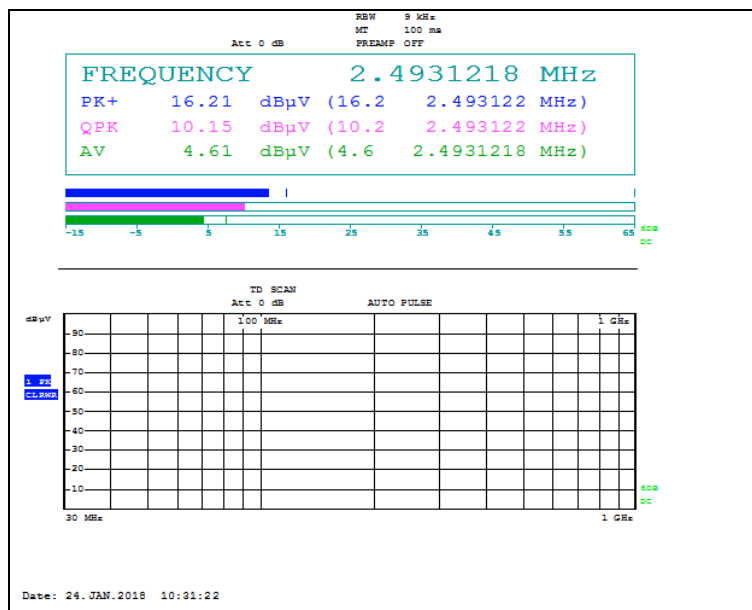 RBW 9 kHz
MT 100 ms
Att 0 dB PREAMP OFF
FREQUENCY 2.4931218 MHz
PK+ 16.21 dBµV (16.2 2.493122 MHz)
QPK 10.15 dBµV (10.2 2.493122 MHz)
AV 4.61 dBµV (4.6 2.4931218 MHz)
-15 -5 5 15 25 35 45 55 65
6DB
DC
TD SCAN
Att 0 dB AUTO PULSE
dBµV 100 MHz 1 GHz
90
80
70
1 PK
60
CLRWR
50
40
30
20
10
6DB
DC
30 MHz 1 GHz
Date: 24.JAN.2018 10:31:22